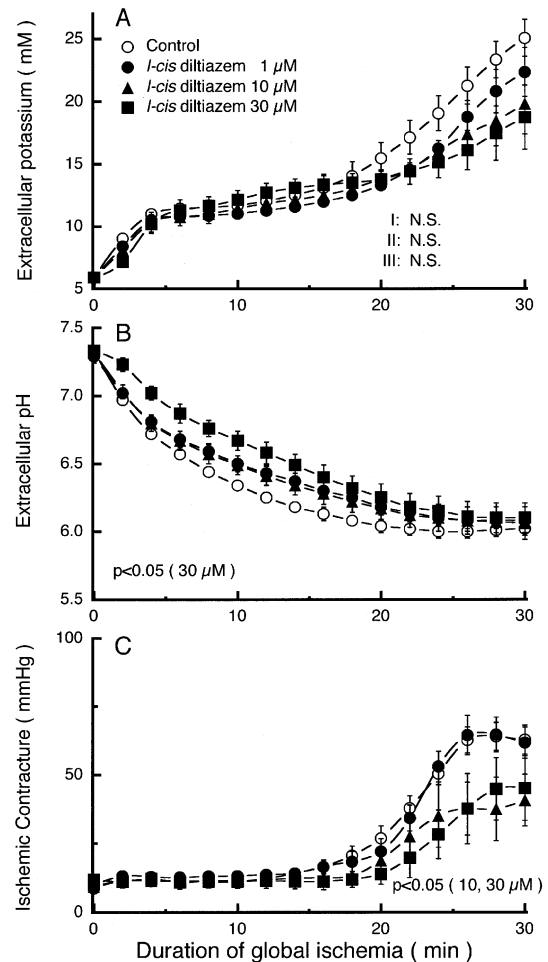 A
Extracellular potassium ( mM )
25
20
15
10
5
Control
l-cis diltiazem 1 µM
l-cis diltiazem 10 µM
l-cis diltiazem 30 µM
I: N.S.
II: N.S.
III: N.S.
0 10 20 30
B
Extracellular pH
7.5
7.0
6.5
6.0
5.5
p<0.05 ( 30 µM )
0 10 20 30
C
Ischemic Contracture ( mmHg )
100
50
0
p<0.05 ( 10, 30 µM )
0 10 20 30
Duration of global ischemia ( min )